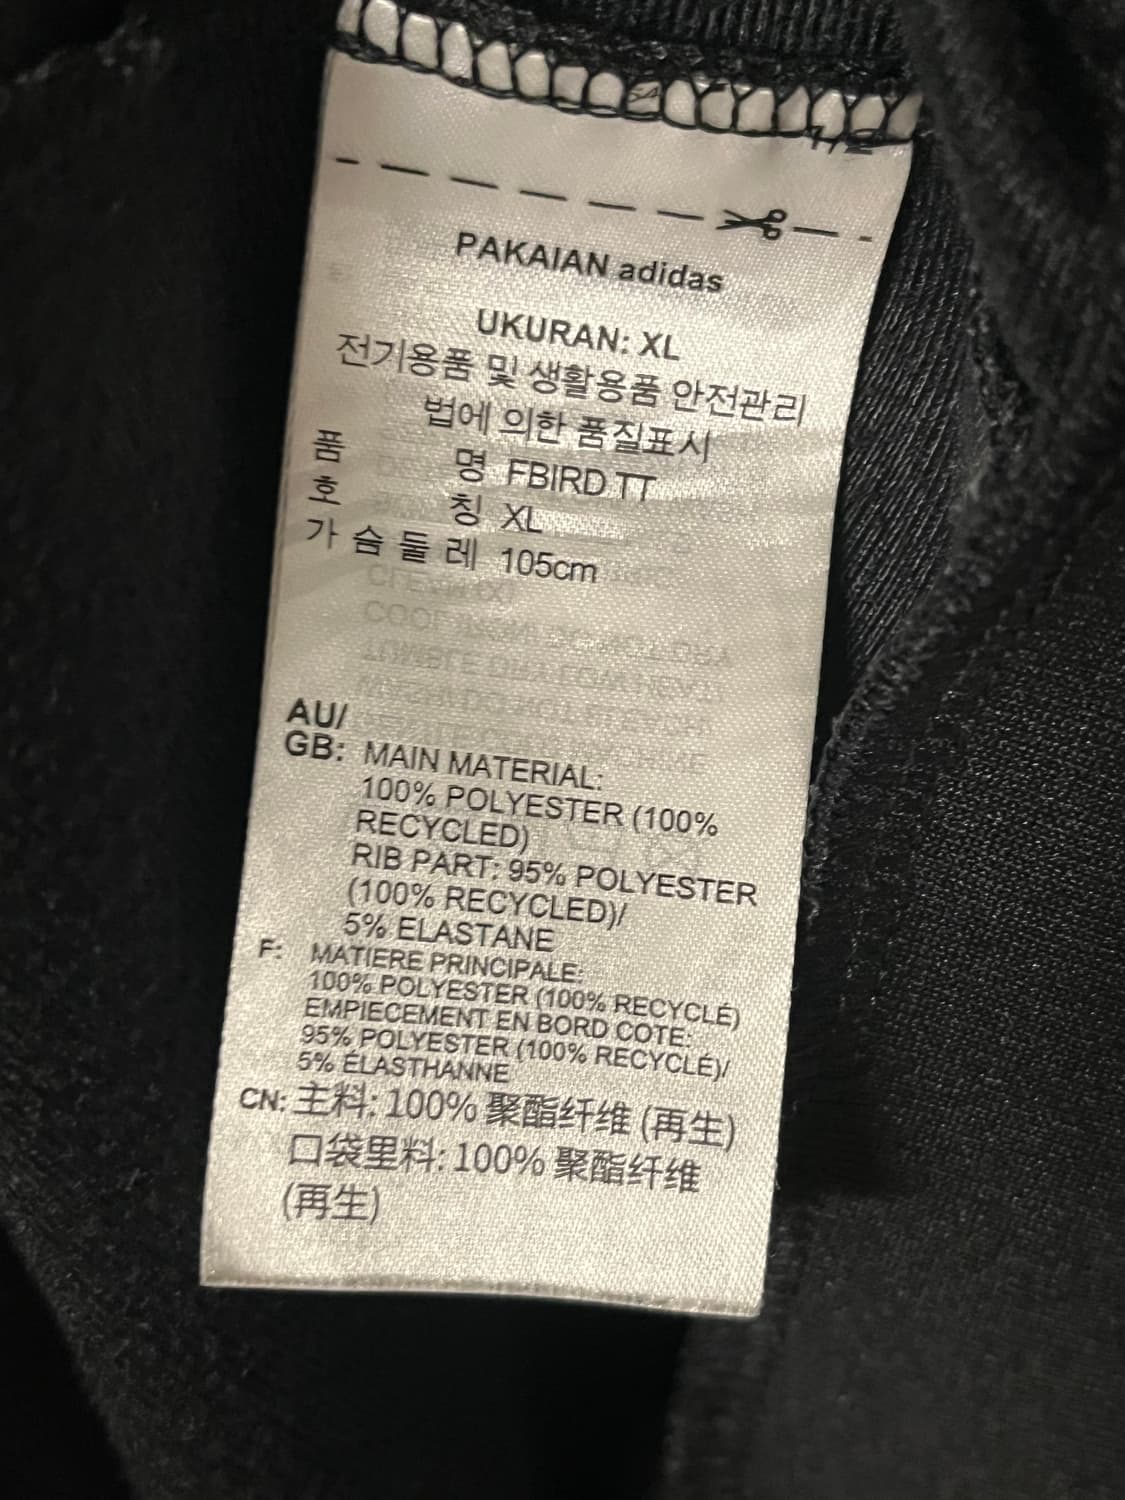 PAKAIAN adidas
UKURAN: XL
전기용품 및 생활용품 안전관리
법에 의한 품질표시
품 명 FBIRD TT
호 칭 XL
가 슴 둘 레 105cm
AU/
GB: MAIN MATERIAL:
100% POLYESTER (100%
RECYCLED)
RIB PART: 95% POLYESTER
(100% RECYCLED)/
5% ELASTANE
F: MATIERE PRINCIPALE:
100% POLYESTER (100% RECYCLÉ)
EMPIECEMENT EN BORD COTE:
95% POLYESTER (100% RECYCLÉ)/
5% ÉLASTHANNE
CN: 主料: 100% 聚酯纤维 (再生)
口袋里料: 100% 聚酯纤维
(再生)